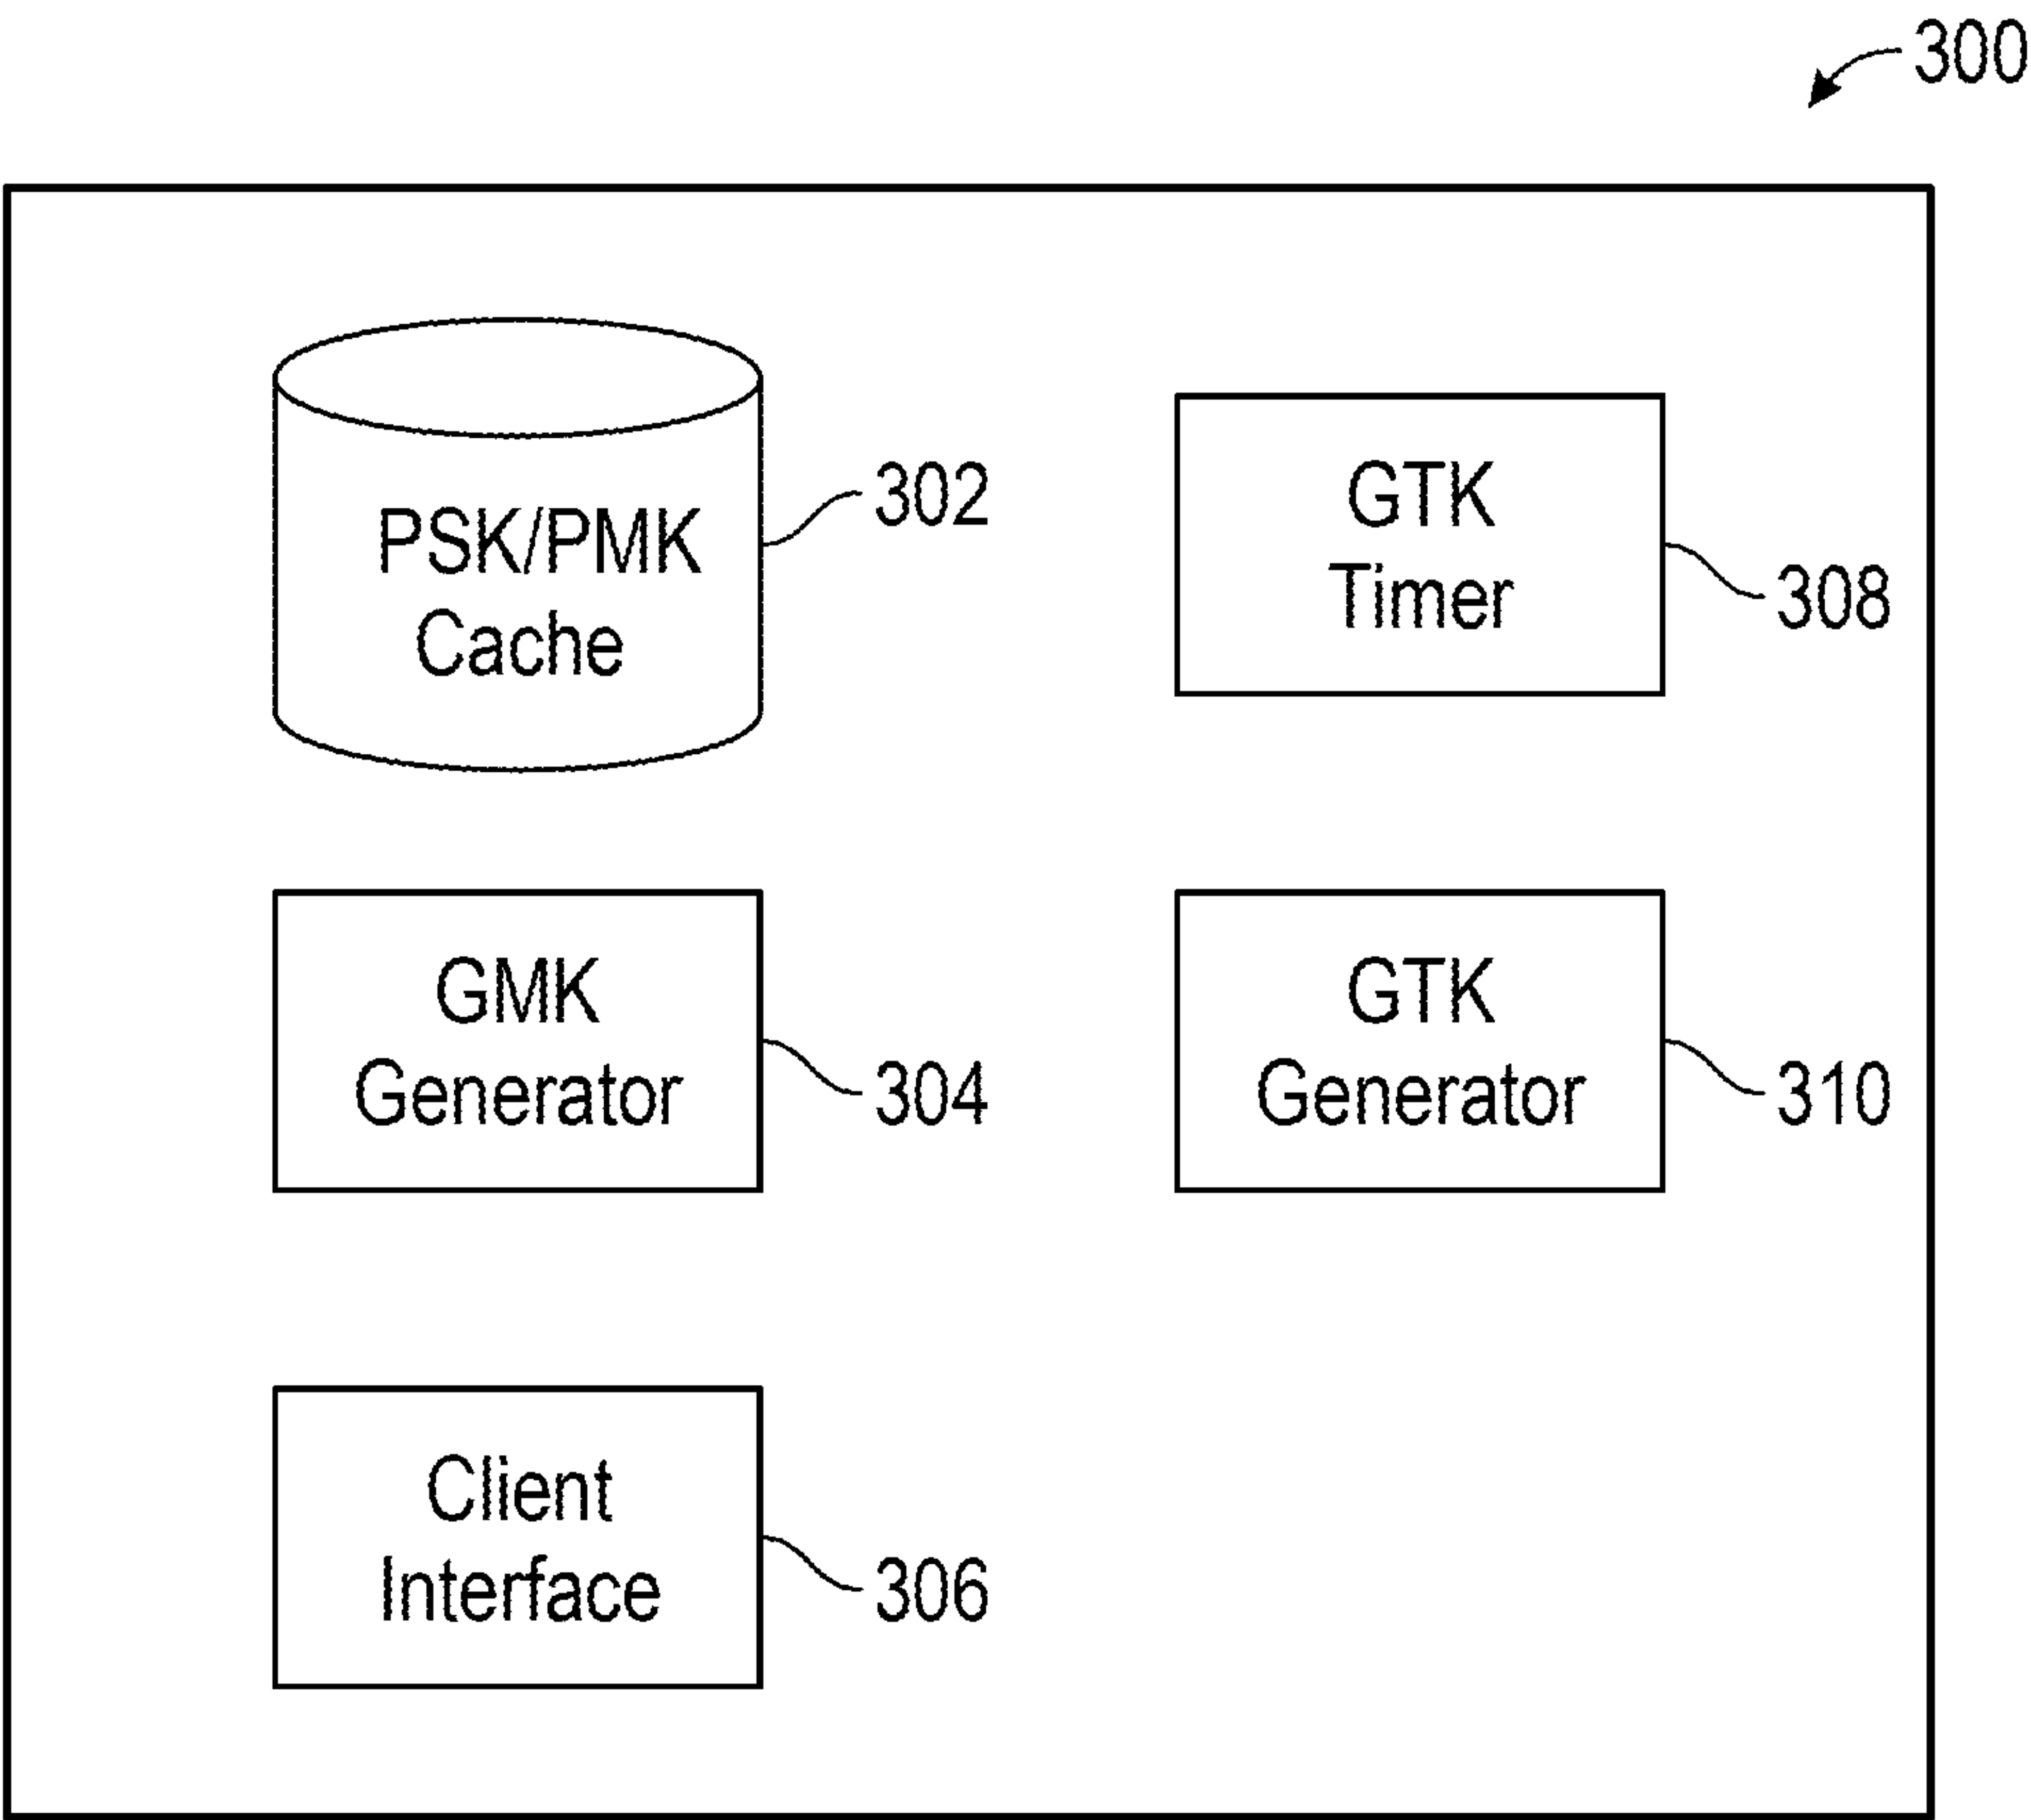 300
PSK/PMK
Cache
302
GTK
Timer
308
GMK
Generator
304
GTK
Generator
310
Client
Interface
306